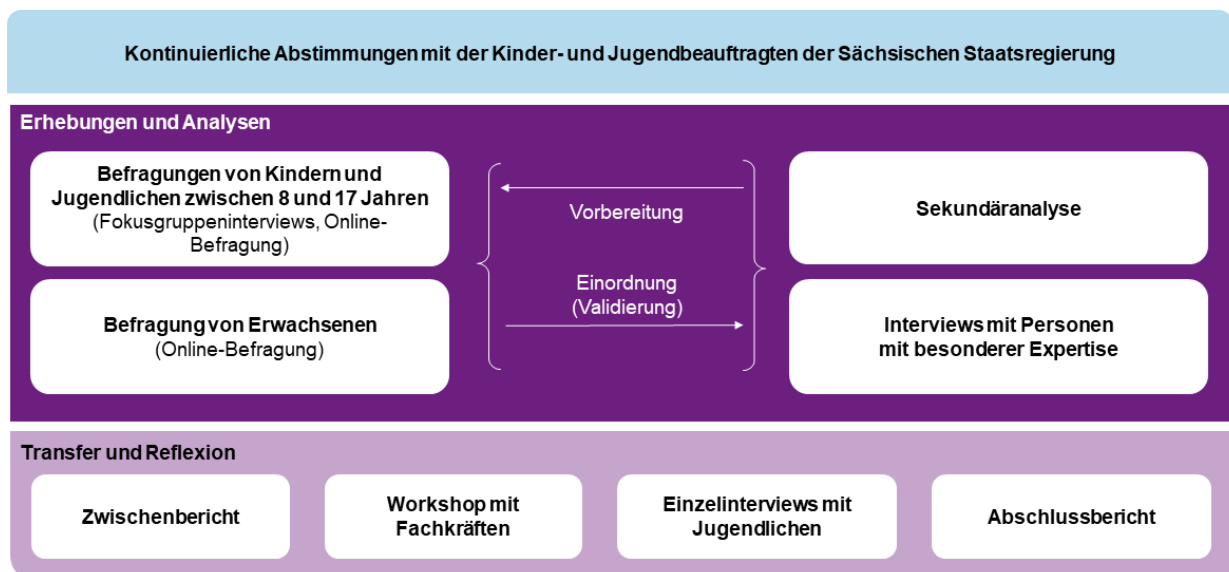 Kontinuierliche Abstimmungen mit der Kinder- und Jugendbeauftragten der Sächsischen Staatsregierung
Erhebungen und Analysen
Befragungen von Kindern und
Jugendlichen zwischen 8 und 17 Jahren
(Fokusgruppeninterviews, Online-
Befragung)
Befragung von Erwachsenen
(Online-Befragung)
Vorbereitung
Einordnung
(Validierung)
Sekundäranalyse
Interviews mit Personen
mit besonderer Expertise
Transfer und Reflexion
Zwischenbericht
Workshop mit
Fachkräften
Einzelinterviews mit
Jugendlichen
Abschlussbericht